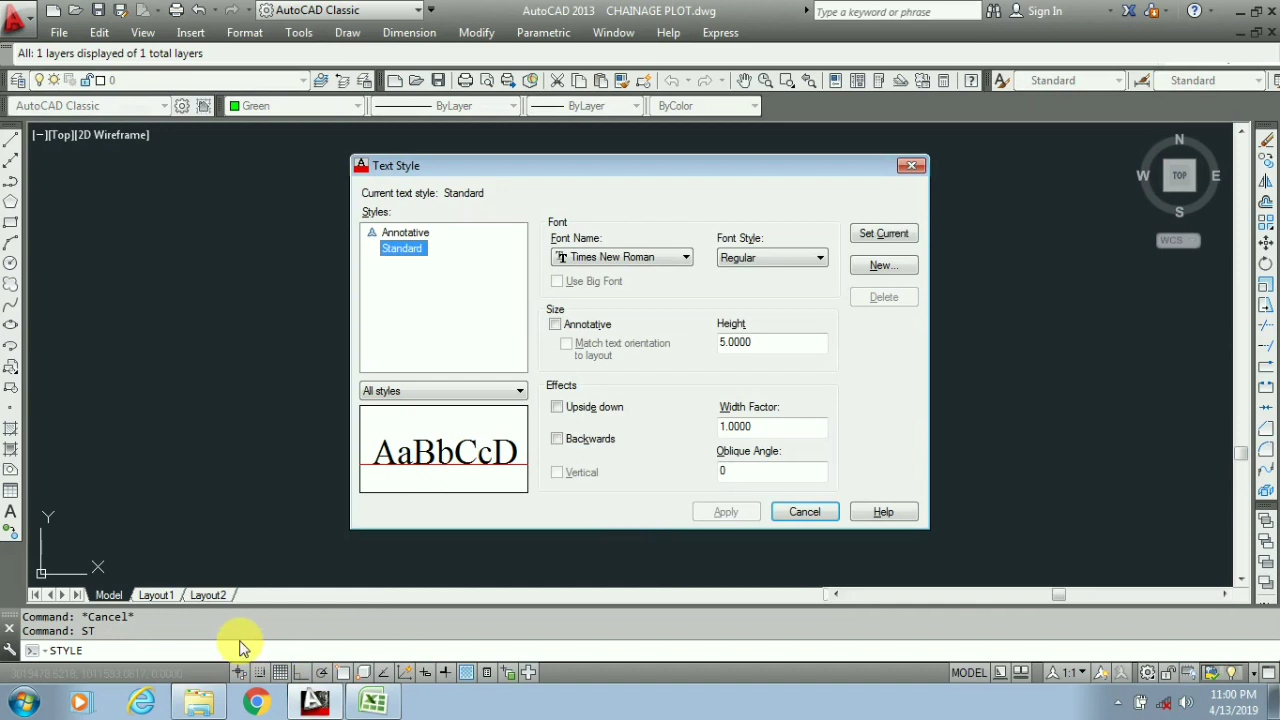 AutoCAD Classic
AutoCAD 2013 CHAINAGE PLOT.dwg
Type a keyword or phrase
Sign In
File Edit View Insert Format Tools Draw Dimension Modify Parametric Window Help Express
All: 1 layers displayed of 1 total layers
0
Standard
Standard
AutoCAD Classic
Green
ByLayer
ByLayer
ByColor
[−][Top][2D Wireframe]
N
W TOP E
S
WCS
Text Style
Current text style: Standard
Styles:
Annotative
Standard
All styles
AaBbCcD
Font
Font Name:
Times New Roman
Use Big Font
Font Style:
Regular
Size
Annotative
Match text orientation
to layout
Height
5.0000
Effects
Upside down
Backwards
Vertical
Width Factor:
1.0000
Oblique Angle:
0
Set Current
New...
Delete
Apply
Cancel
Help
Y
X
Model Layout1 Layout2
Command: *Cancel*
Command: ST
STYLE
MODEL
1:1
11:00 PM
4/13/2019